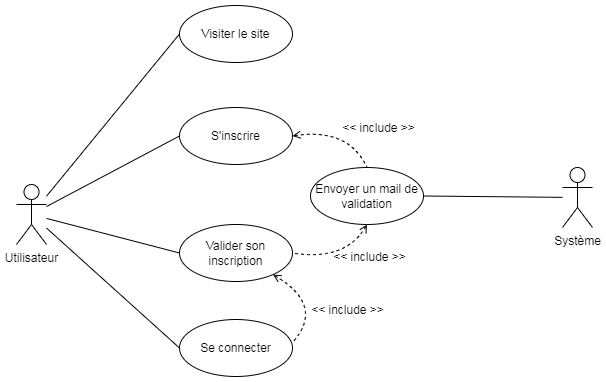 Visiter le site
S'inscrire
<< include >>
Envoyer un mail de
validation
Utilisateur
Système
Valider son
inscription
<< include >>
<< include >>
Se connecter